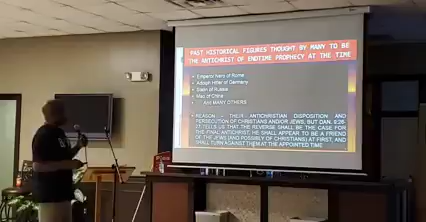 PAST HISTORICAL FIGURES THOUGHT BY MANY TO BE
THE ANTICHRIST OF ENDTIME PROPHECY AT THE TIME
Emperor Nero of Rome
Adolph Hitler of Germany
Stalin of Russia
Mao of China
And MANY OTHERS
REASON – THEIR ANTICHRISTIAN DISPOSITION AND
PERSECUTION OF CHRISTIANS AND/OR JEWS, BUT DAN. 9:26-
27 TELLS US THAT THE REVERSE SHALL BE THE CASE FOR
THE FINAL ANTICHRIST. HE SHALL APPEAR TO BE A FRIEND
OF THE JEWS (AND POSSIBLY OF CHRISTIANS) AT FIRST, AND
SHALL TURN AGAINST THEM AT THE APPOINTED TIME
EXIT